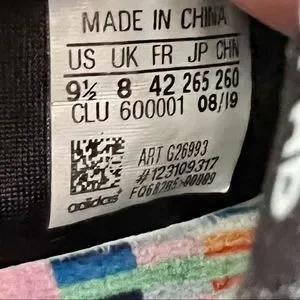 MADE IN CHINA
US UK FR JP CHN
9½ 8 42 265 260
CLU 600001 08/19
ART G26993
#123109317
adidas